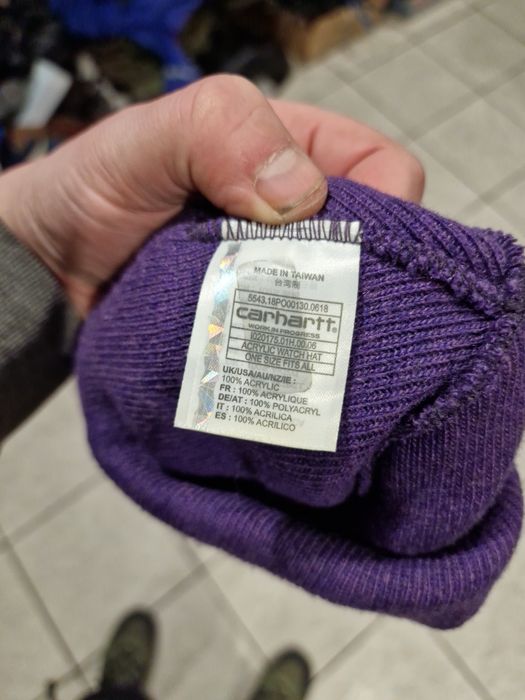 MADE IN TAIWAN
台湾制
5543.18PO00130.0618
carhartt.
WORK IN PROGRESS
I020175.01H.00.06
ACRYLIC WATCH HAT
ONE SIZE FITS ALL
UK/USA/AU/NZ/IE :
100% ACRYLIC
FR : 100% ACRYLIQUE
DE/AT : 100% POLYACRYL
IT : 100% ACRILICA
ES : 100% ACRILICO